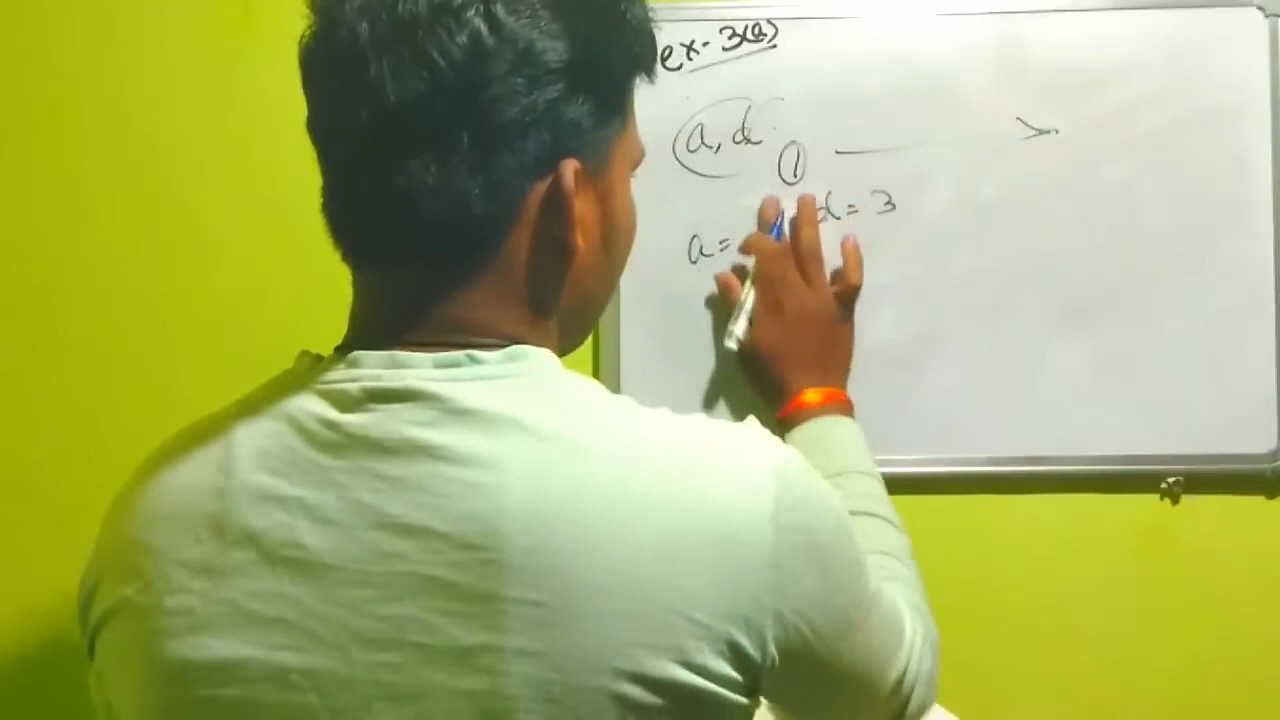 ex-3(a)
(a, d
①
d = 3
a =